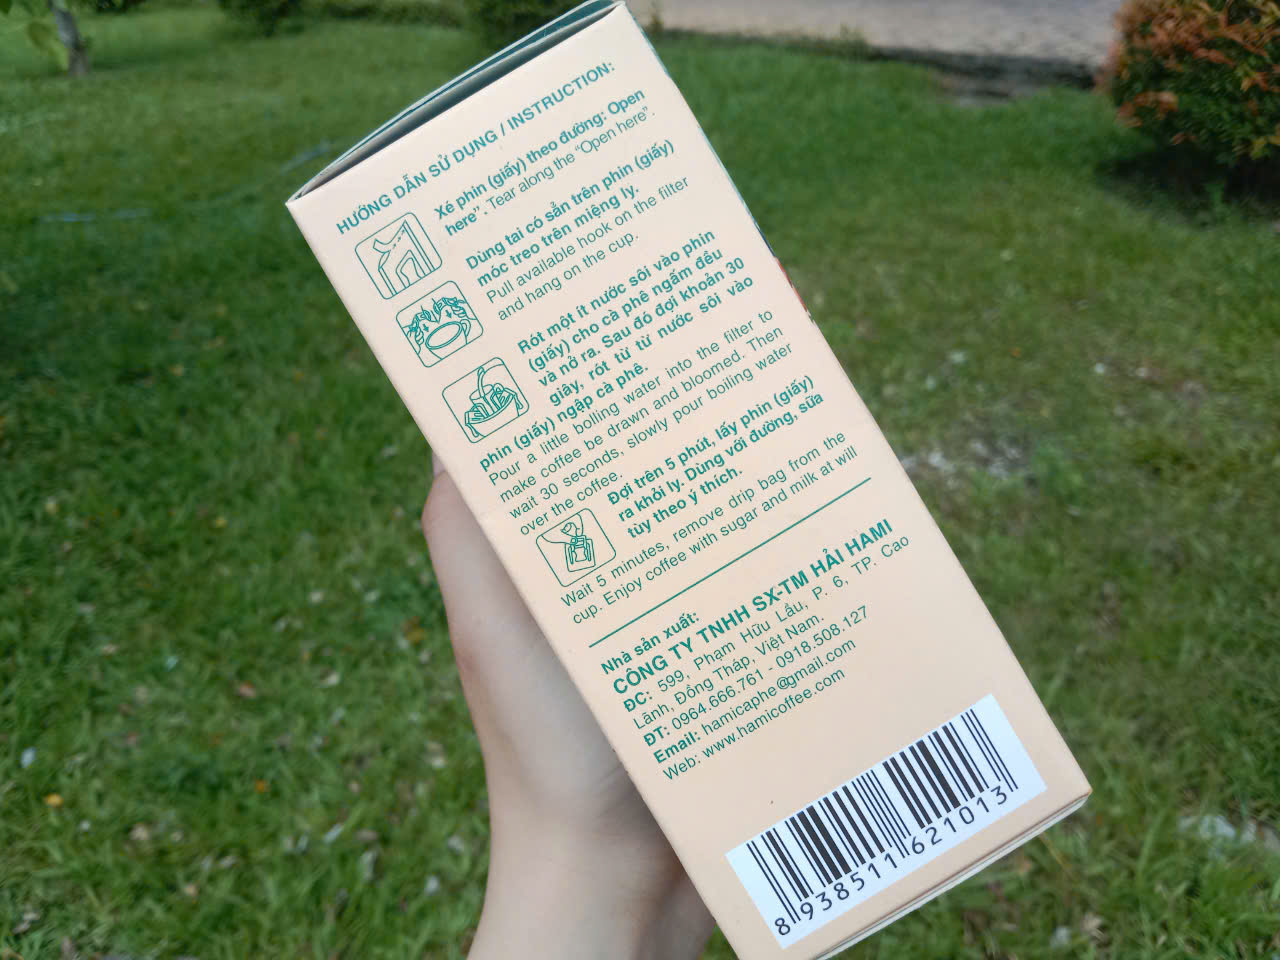 HƯỚNG DẪN SỬ DỤNG / INSTRUCTION:
Xé phin (giấy) theo đường: Open
here". Tear along the "Open here".
Dùng tai có sẳn trên phin (giấy)
móc treo trên miệng ly.
Pull available hook on the filter
and hang on the cup.
Rót một ít nước sôi vào phin
(giấy) cho cà phê ngấm đều
và nở ra. Sau đó đợi khoản 30
giây, rót từ từ nước sôi vào
phin (giấy) ngập cà phê.
Pour a little bolling water into the filter to
make coffee be drawn and bloomed. Then
wait 30 seconds, slowly pour boiling water
over the coffee.
Đợi trên 5 phút, lấy phin (giấy)
ra khỏi ly. Dùng với đường, sữa
tùy theo ý thích.
Wait 5 minutes, remove drip bag from the
cup. Enjoy coffee with sugar and milk at will
Nhà sản xuất:
CÔNG TY TNHH SX-TM HẢI HAMI
ĐC: 599, Phạm Hữu Lầu, P. 6, TP. Cao
Lãnh, Đồng Tháp, Việt Nam.
ĐT: 0964.666.761 - 0918.508.127
Email: hamicaphe@gmail.com
Web: www.hamicoffee.com
8938511621013